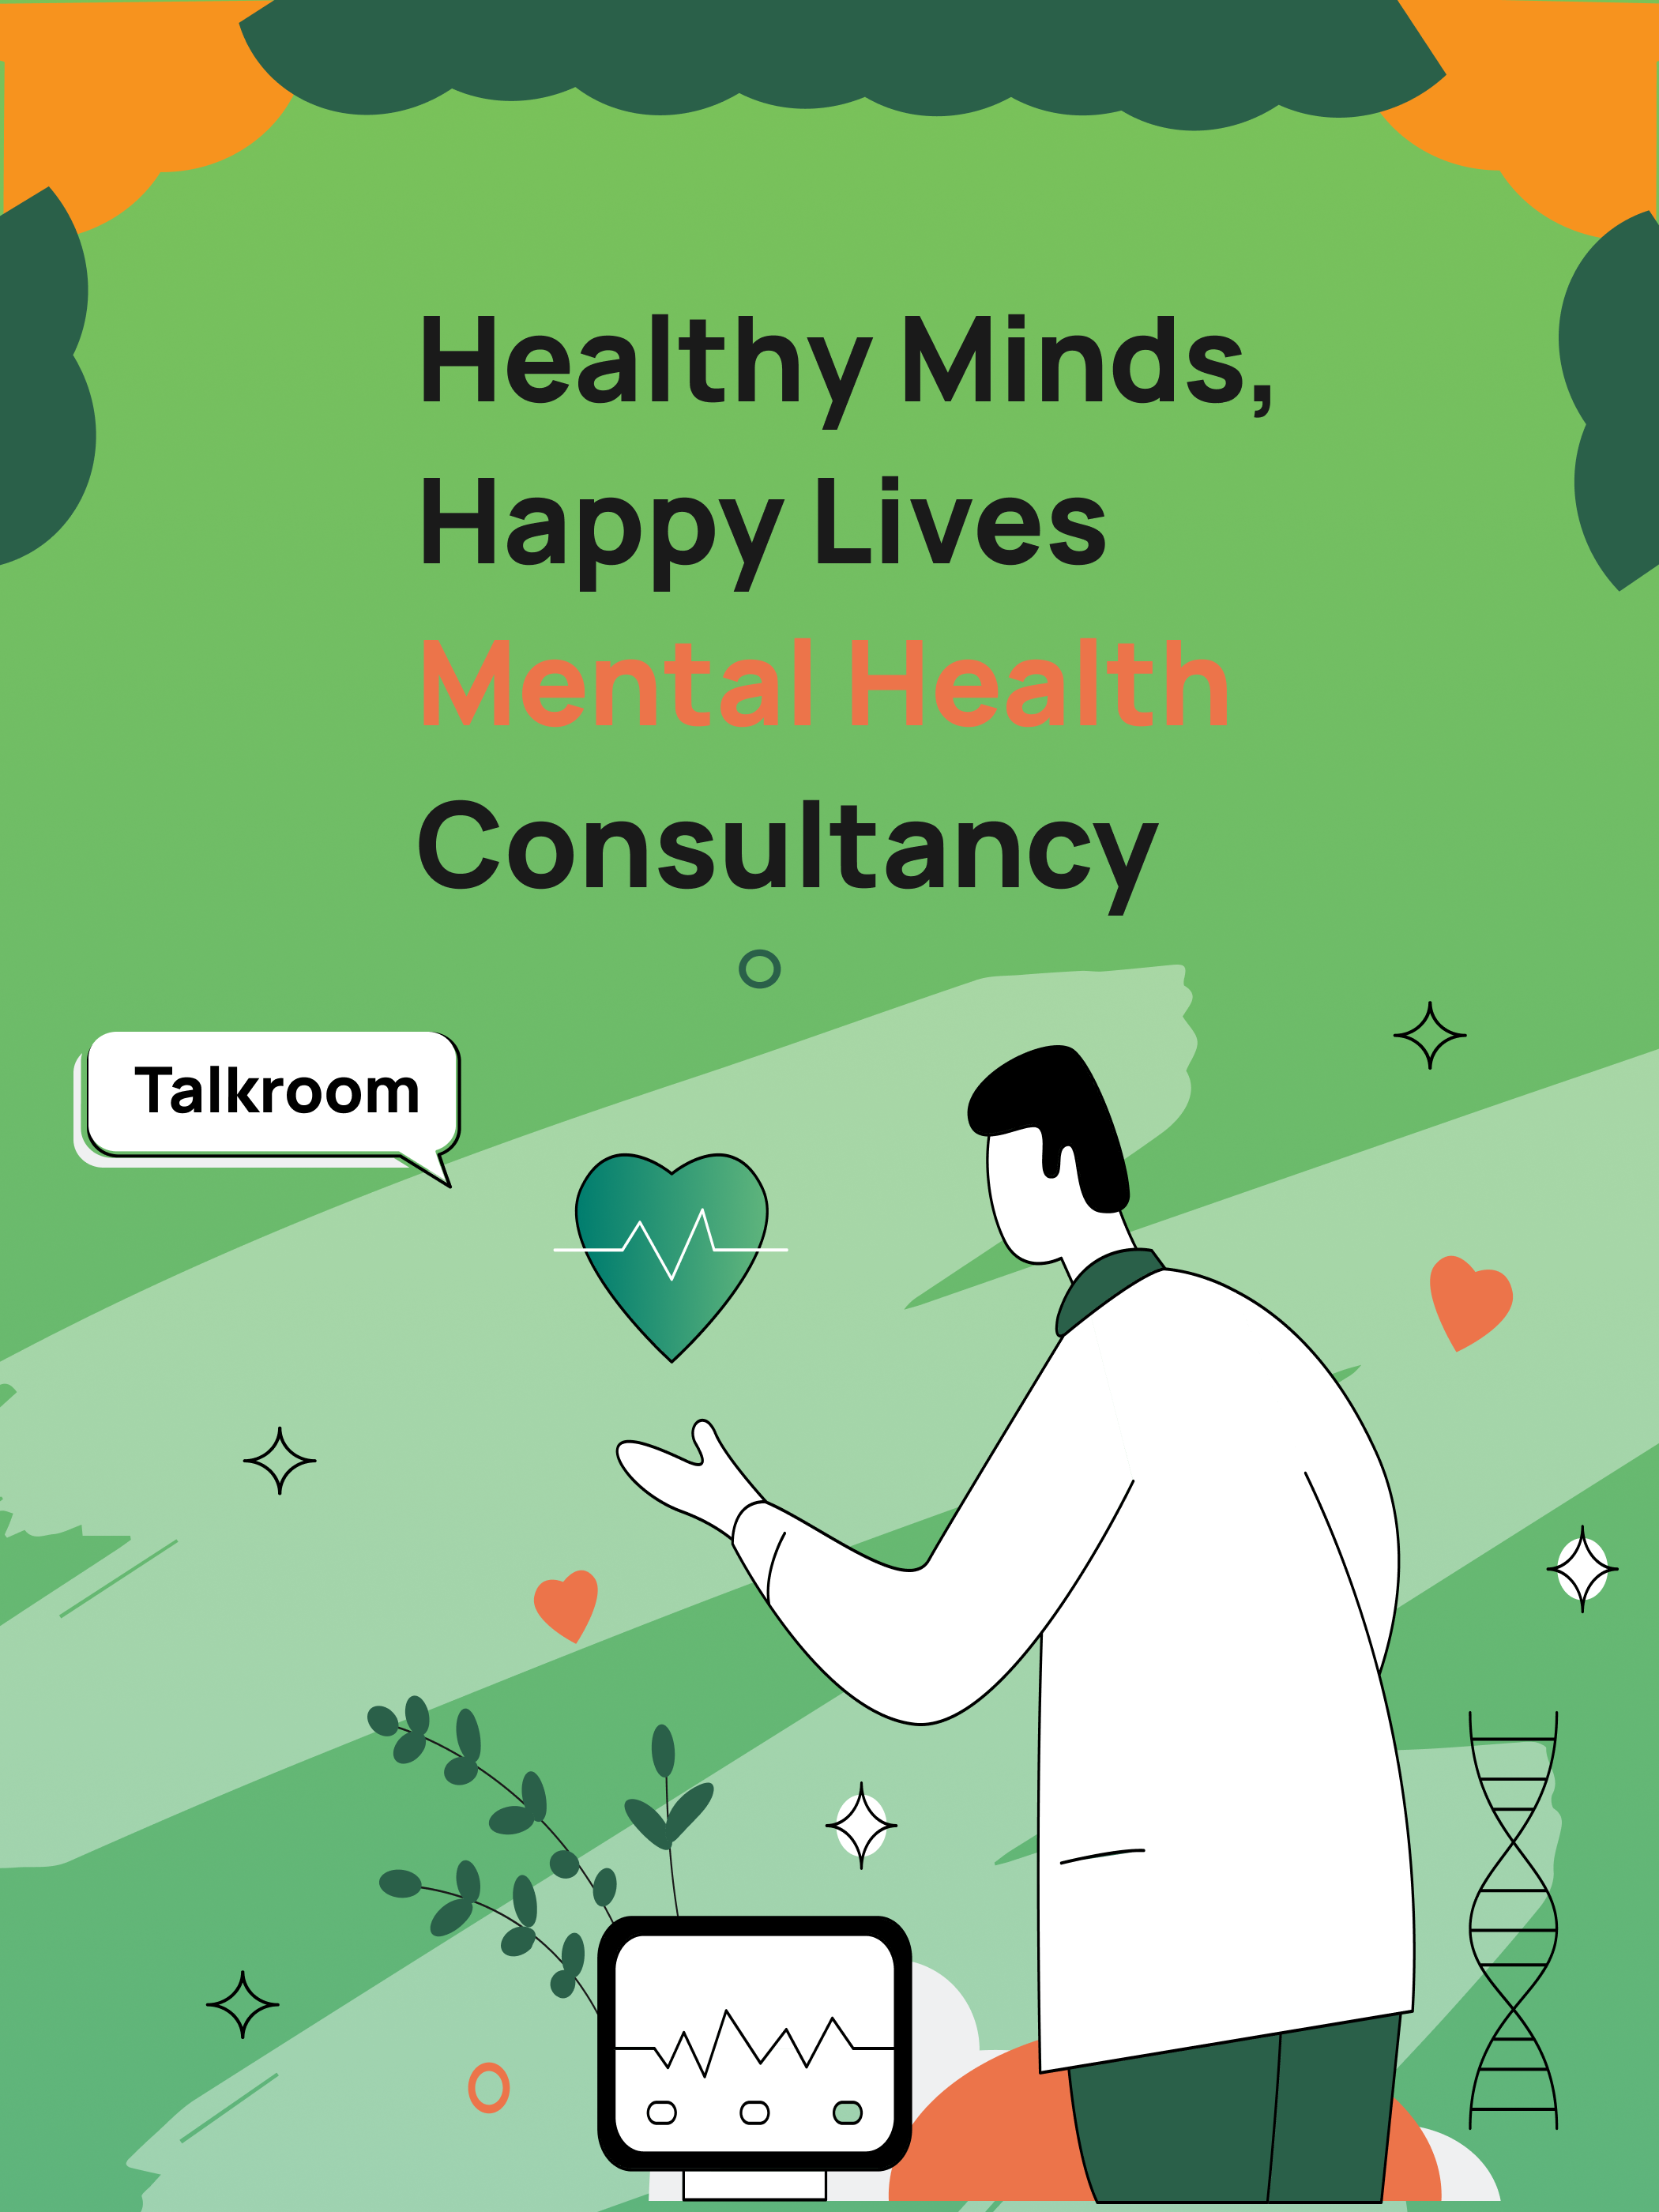 Healthy Minds,
Happy Lives
Mental Health
Consultancy
Talkroom